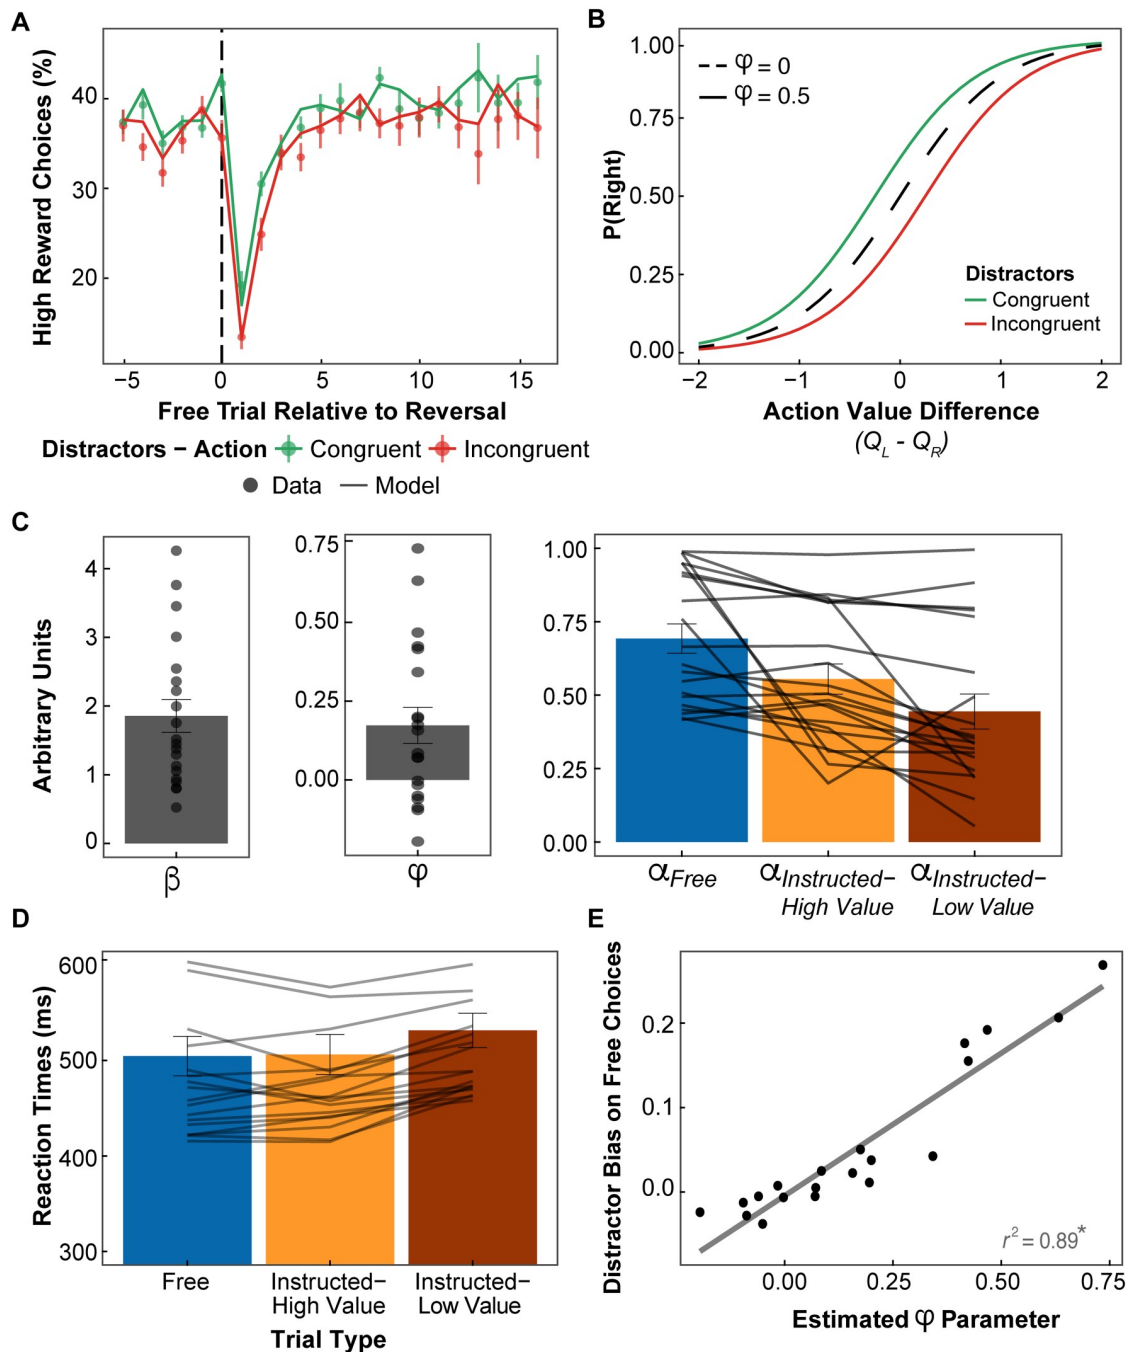 A
High Reward Choices (%)
40
30
20
−5 0 5 10 15
Free Trial Relative to Reversal
Distractors − Action Congruent Incongruent
Data Model
B
P(Right)
1.00
0.75
0.50
0.25
0.00
φ = 0
φ = 0.5
Distractors
Congruent
Incongruent
−2 −1 0 1 2
Action Value Difference
(Q_L - Q_R)
C
Arbitrary Units
4
3
2
1
0
β
0.75
0.50
0.25
0.00
φ
1.00
0.75
0.50
0.25
0.00
α Free α Instructed− α Instructed−
High Value Low Value
D
Reaction Times (ms)
600
500
400
300
Free Instructed− Instructed−
High Value Low Value
Trial Type
E
Distractor Bias on Free Choices
0.2
0.1
0.0
r² = 0.89*
0.00 0.25 0.50 0.75
Estimated φ Parameter